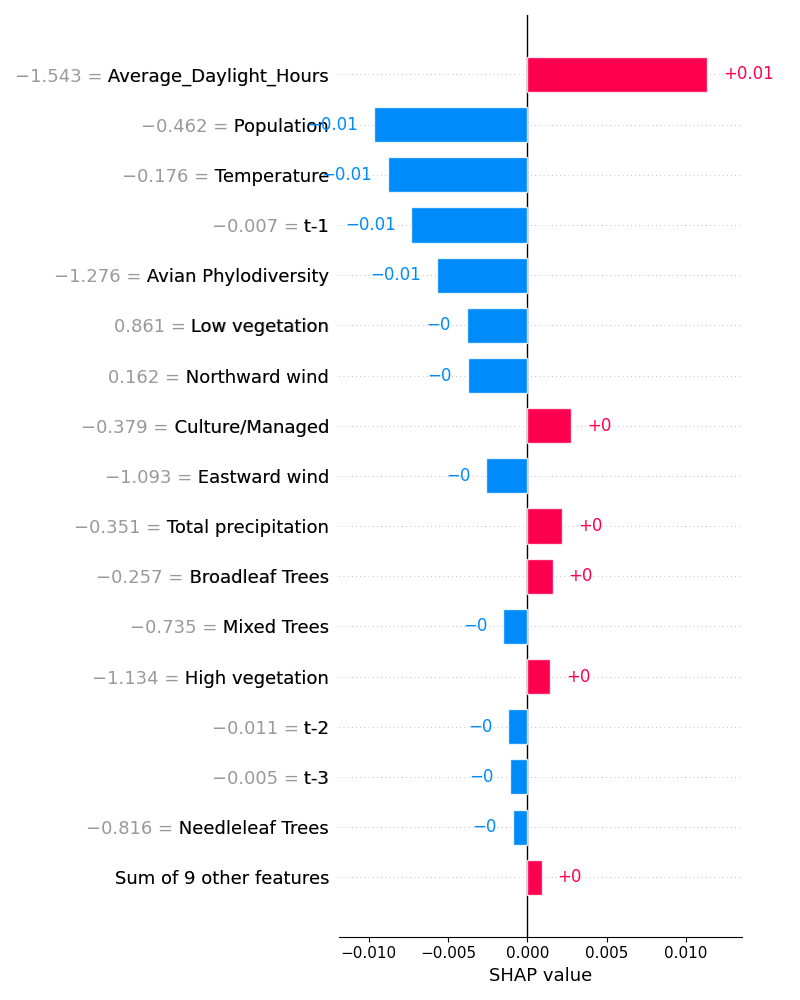 −1.543 = Average_Daylight_Hours +0.01
−0.462 = Population −0.01
−0.176 = Temperature −0.01
−0.007 = t-1 −0.01
−1.276 = Avian Phylodiversity −0.01
0.861 = Low vegetation −0
0.162 = Northward wind −0
−0.379 = Culture/Managed +0
−1.093 = Eastward wind −0
−0.351 = Total precipitation +0
−0.257 = Broadleaf Trees +0
−0.735 = Mixed Trees −0
−1.134 = High vegetation +0
−0.011 = t-2 −0
−0.005 = t-3 −0
−0.816 = Needleleaf Trees −0
Sum of 9 other features +0
−0.010 −0.005 0.000 0.005 0.010
SHAP value